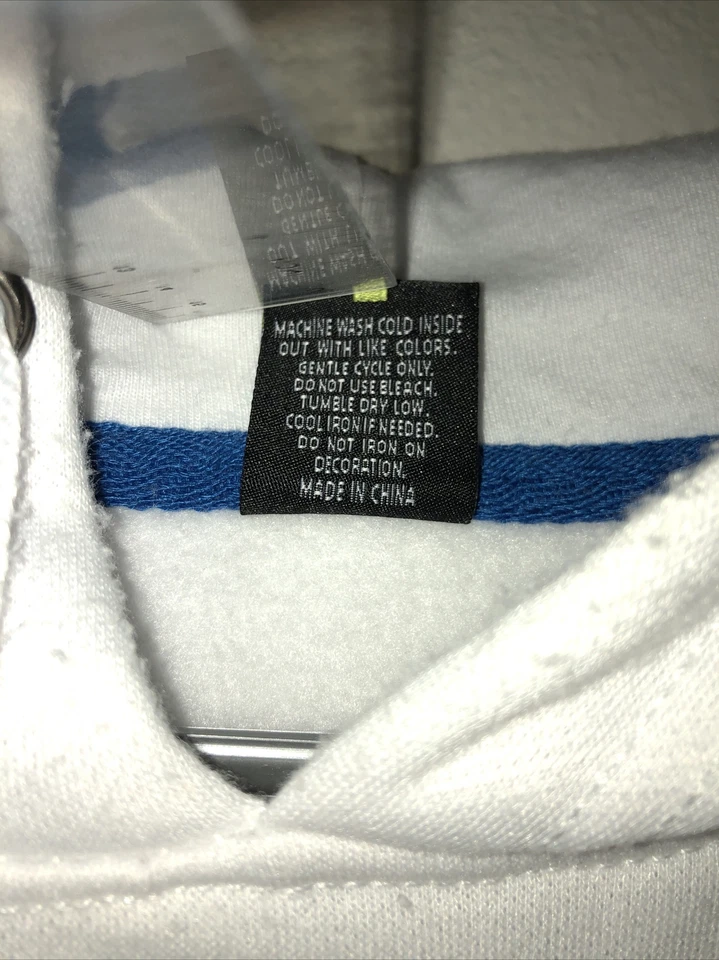 MACHINE WASH COLD INSIDE
OUT WITH LIKE COLORS.
GENTLE CYCLE ONLY.
DO NOT USE BLEACH.
TUMBLE DRY LOW.
COOL IRON IF NEEDED.
DO NOT IRON ON
DECORATION.
MADE IN CHINA